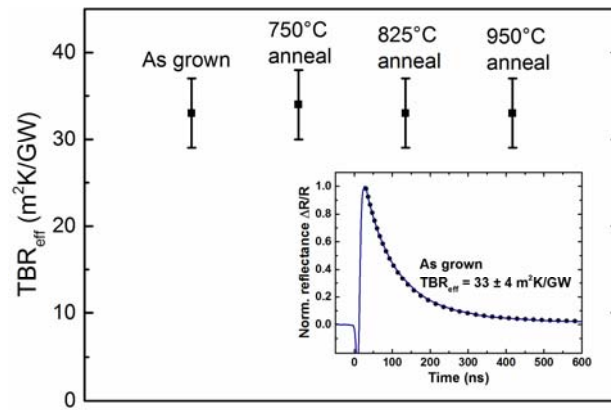 40
30
20
10
0
TBReff (m²K/GW)
As grown
750°C
anneal
825°C
anneal
950°C
anneal
1.0
0.8
0.6
0.4
0.2
0.0
Norm. reflectance ΔR/R
As grown
TBReff = 33 ± 4 m²K/GW
0 100 200 300 400 500 600
Time (ns)